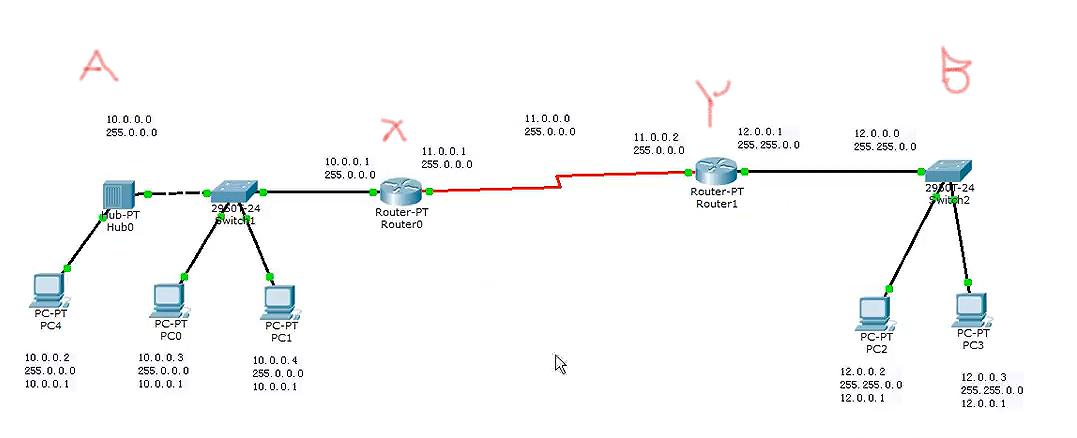 A
B
X
Y
10.0.0.0
255.0.0.0
11.0.0.0
255.0.0.0
10.0.0.1
255.0.0.0
11.0.0.1
255.0.0.0
11.0.0.2
255.0.0.0
12.0.0.1
255.255.0.0
12.0.0.0
255.255.0.0
Hub-PT
Hub0
2950T-24
Switch1
Router-PT
Router0
Router-PT
Router1
2950T-24
Switch2
PC-PT
PC4
PC-PT
PC0
PC-PT
PC1
PC-PT
PC2
PC-PT
PC3
10.0.0.2
255.0.0.0
10.0.0.1
10.0.0.3
255.0.0.0
10.0.0.1
10.0.0.4
255.0.0.0
10.0.0.1
12.0.0.2
255.255.0.0
12.0.0.1
12.0.0.3
255.255.0.0
12.0.0.1